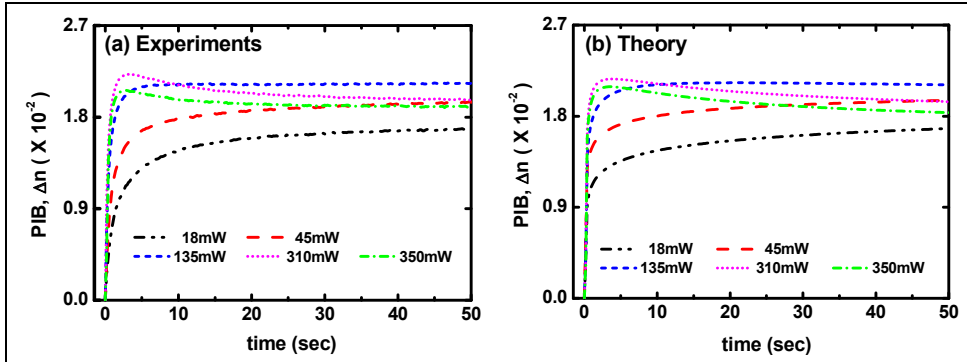 (a) Experiments
PIB, Δn ( X 10⁻²)
2.7
1.8
0.9
0.0
18mW 45mW
135mW 310mW 350mW
0 10 20 30 40 50
time (sec)
(b) Theory
PIB, Δn ( X 10⁻²)
2.7
1.8
0.9
0.0
18mW 45mW
135mW 310mW 350mW
0 10 20 30 40 50
time (sec)